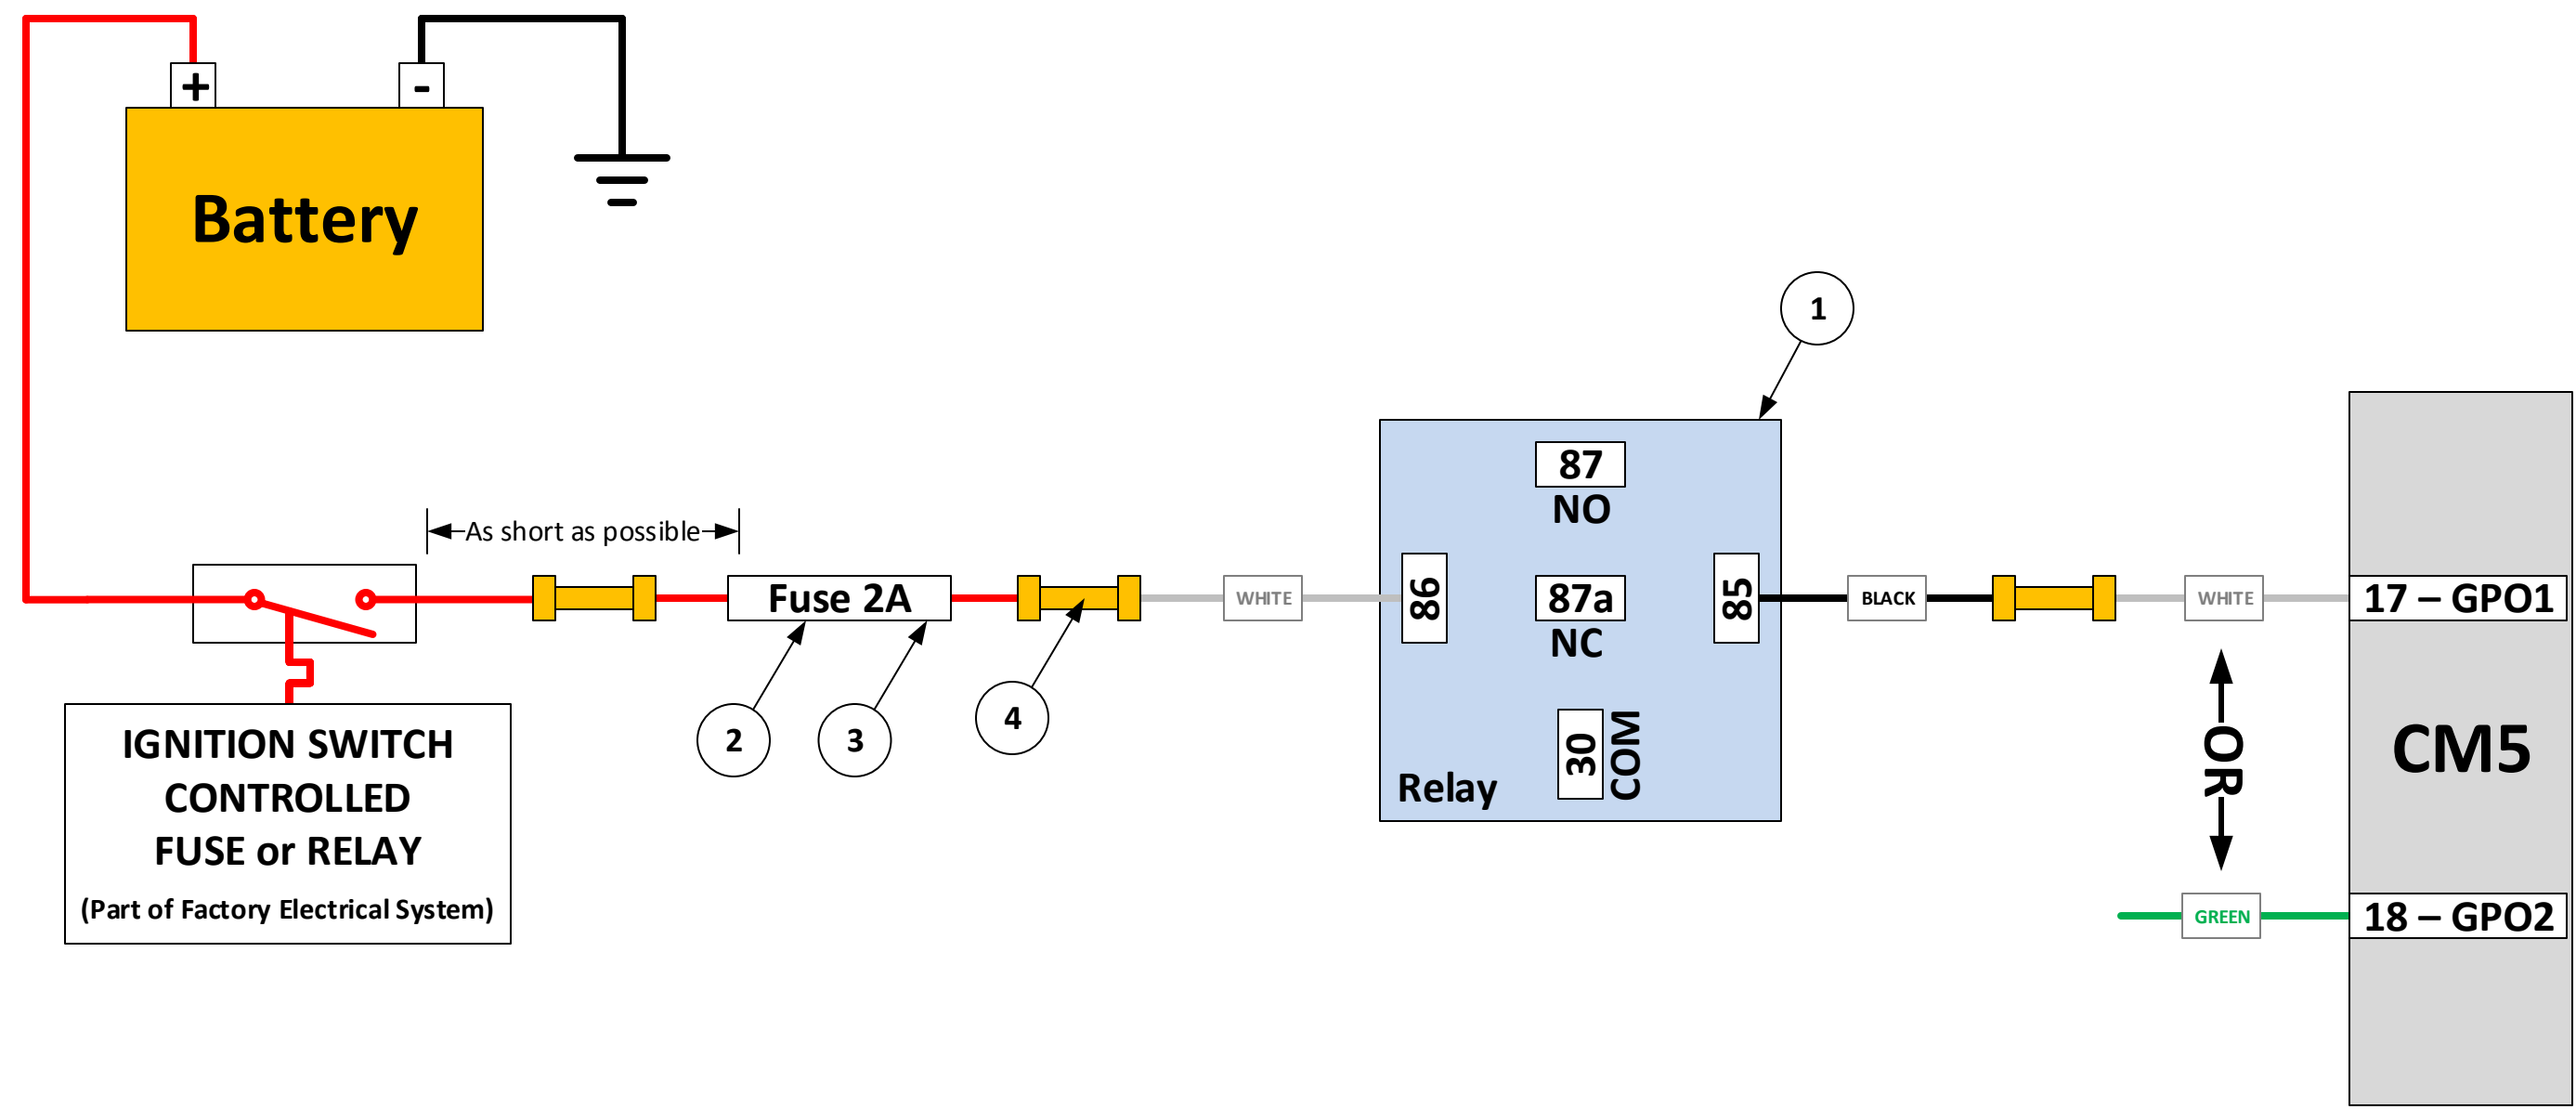 +
-
Battery
1
87
NO
As short as possible
Fuse 2A
WHITE
86
87a
NC
85
BLACK
WHITE
17 – GPO1
2
3
4
30
COM
Relay
OR
CM5
IGNITION SWITCH
CONTROLLED
FUSE or RELAY
(Part of Factory Electrical System)
GREEN
18 – GPO2